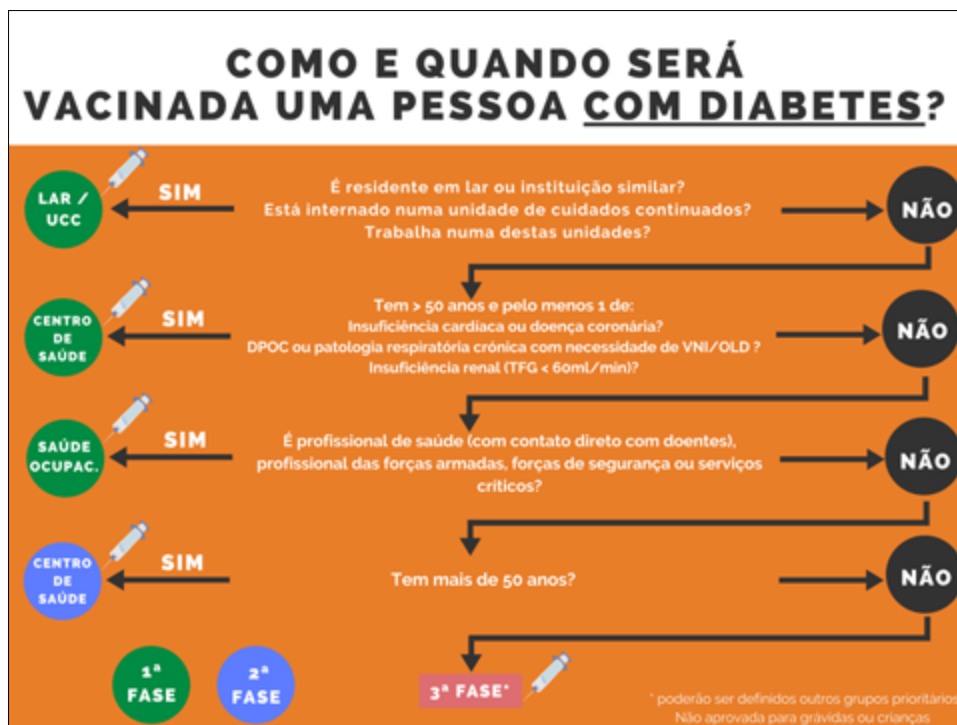 COMO E QUANDO SERÁ
VACINADA UMA PESSOA COM DIABETES?
LAR /
UCC
SIM
É residente em lar ou instituição similar?
Está internado numa unidade de cuidados continuados?
Trabalha numa destas unidades?
NÃO
CENTRO
DE
SAÚDE
SIM
Tem > 50 anos e pelo menos 1 de:
Insuficiência cardíaca ou doença coronária?
DPOC ou patologia respiratória crónica com necessidade de VNI/OLD ?
Insuficiência renal (TFG < 60ml/min)?
NÃO
SAÚDE
OCUPAC.
SIM
É profissional de saúde (com contato direto com doentes),
profissional das forças armadas, forças de segurança ou serviços
críticos?
NÃO
CENTRO
DE
SAÚDE
SIM
Tem mais de 50 anos?
NÃO
1ª
FASE
2ª
FASE
3ª FASE*
* poderão ser definidos outros grupos prioritários
Não aprovada para grávidas ou crianças